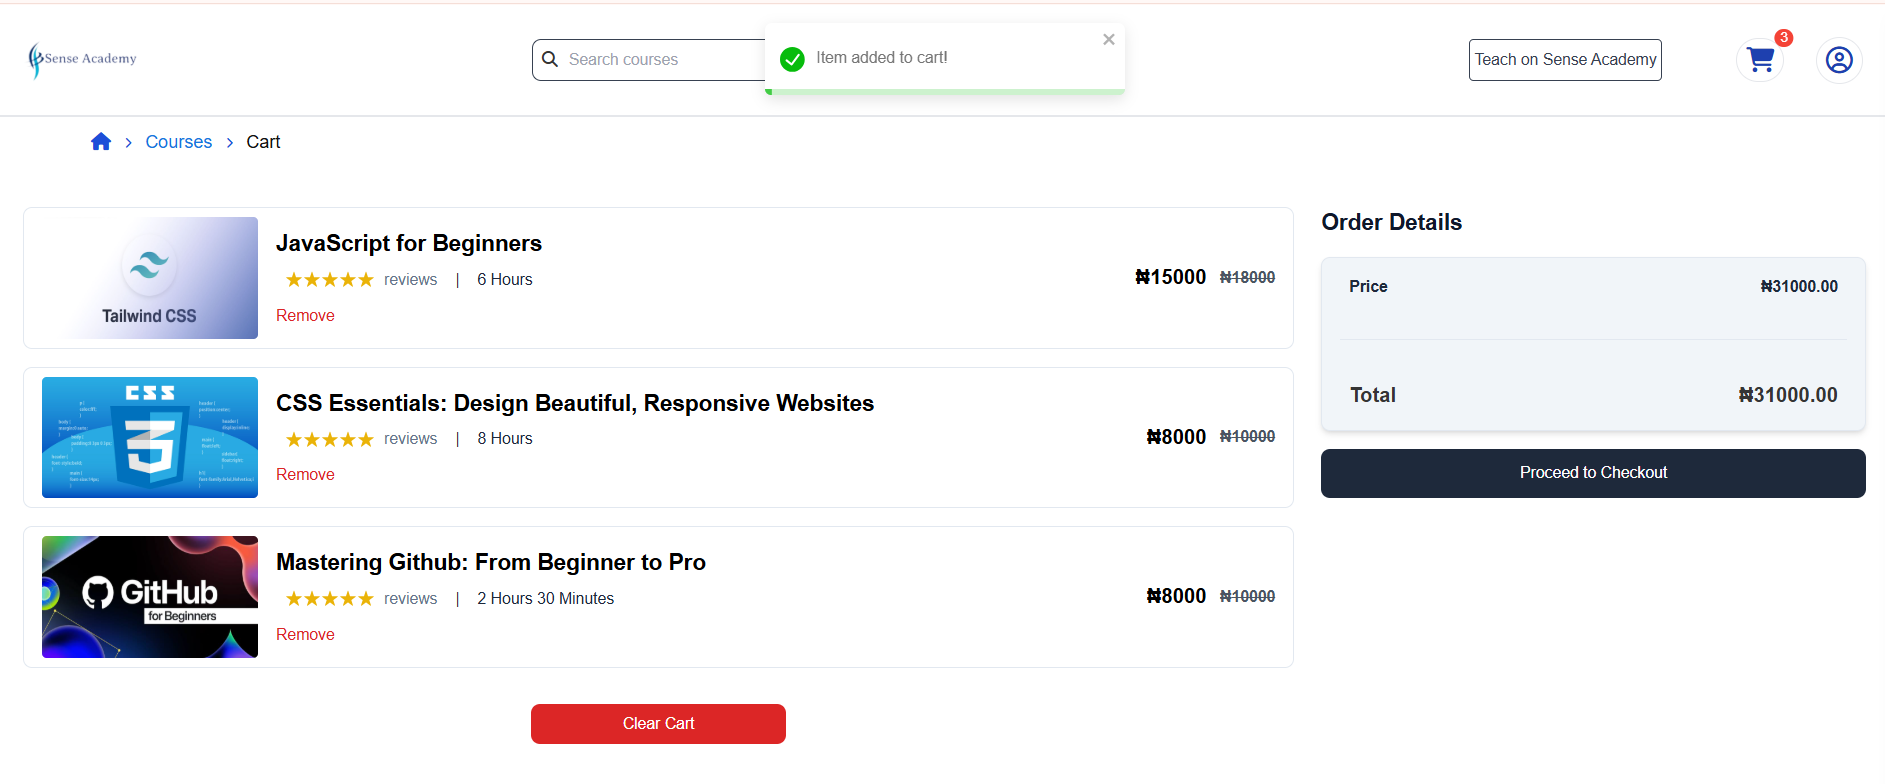 Sense Academy
Search courses
Item added to cart!
Teach on Sense Academy
3
Courses
Cart
Tailwind CSS
JavaScript for Beginners
reviews | 6 Hours
Remove
₦15000 ₦18000
CSS
CSS Essentials: Design Beautiful, Responsive Websites
reviews | 8 Hours
Remove
₦8000 ₦10000
GitHub
for Beginners
Mastering Github: From Beginner to Pro
reviews | 2 Hours 30 Minutes
Remove
₦8000 ₦10000
Clear Cart
Order Details
Price ₦31000.00
Total ₦31000.00
Proceed to Checkout